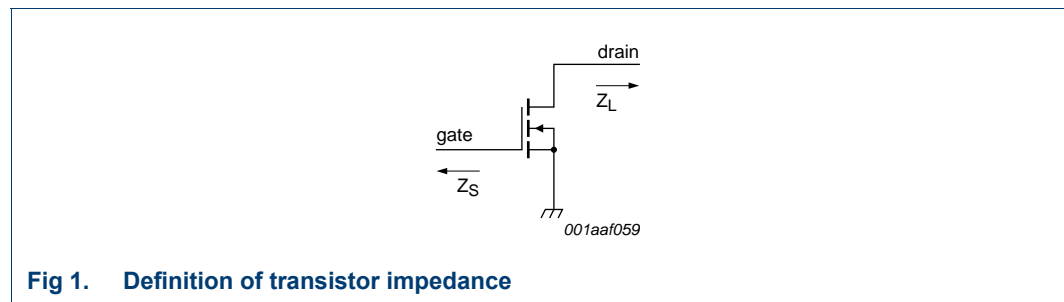 drain
Z_L
gate
Z_S
001aaf059
Fig 1. Definition of transistor impedance